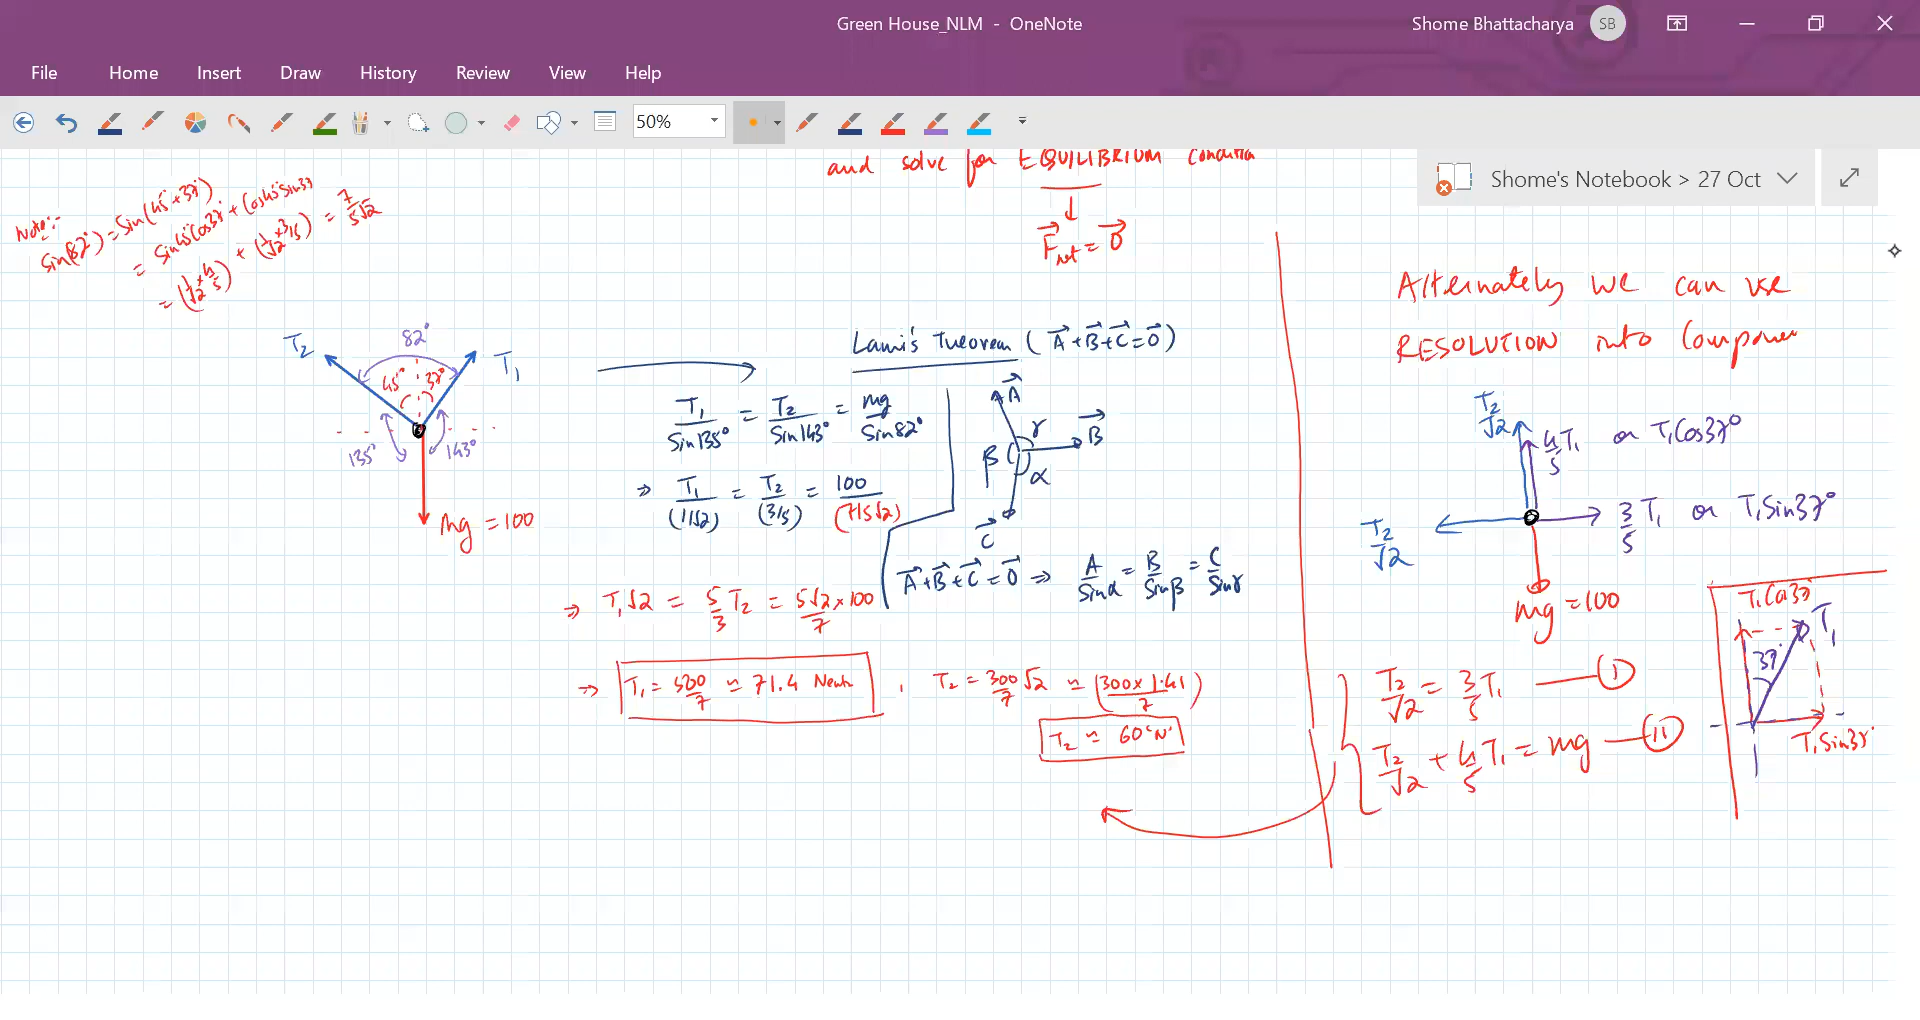 Green House_NLM - OneNote
Shome Bhattacharya
SB
File Home Insert Draw History Review View Help
50%
Shome's Notebook > 27 Oct
and solve for EQUILIBRIUM Condition
F⃗net = 0⃗
Note:-
Sin(82°) = Sin(45°+37°)
= Sin45°Cos37° + Cos45°Sin37°
= (1/√2 × 4/5) + (1/√2 × 3/5) = 7/5√2
T₂ 82° T₁
45° 37°
135° 143°
mg = 100
Lami's Theorem (A⃗+B⃗+C⃗=0⃗)
T₁/Sin135° = T₂/Sin143° = mg/Sin82°
⇒ T₁/(1/√2) = T₂/(3/5) = 100/(7/5√2)
A⃗
γ B⃗
β α
C⃗
A⃗+B⃗+C⃗=0⃗ ⇒ A/Sinα = B/Sinβ = C/Sinγ
⇒ T₁√2 = 5/3 T₂ = 5√2×100/7
⇒ T₁ = 500/7 ≈ 71.4 Newton , T₂ = 300/7 √2 ≈ (300×1.41/7)
T₂ ≈ 60 'N'
Alternately we can use
RESOLUTION into Component
T₂/√2
4/5 T₁ or T₁Cos37°
T₂/√2
3/5 T₁ or T₁Sin37°
mg = 100
T₁Cos37°
T₁
37°
T₁Sin37°
T₂/√2 = 3/5 T₁ — (i)
T₂/√2 + 4/5 T₁ = mg — (ii)